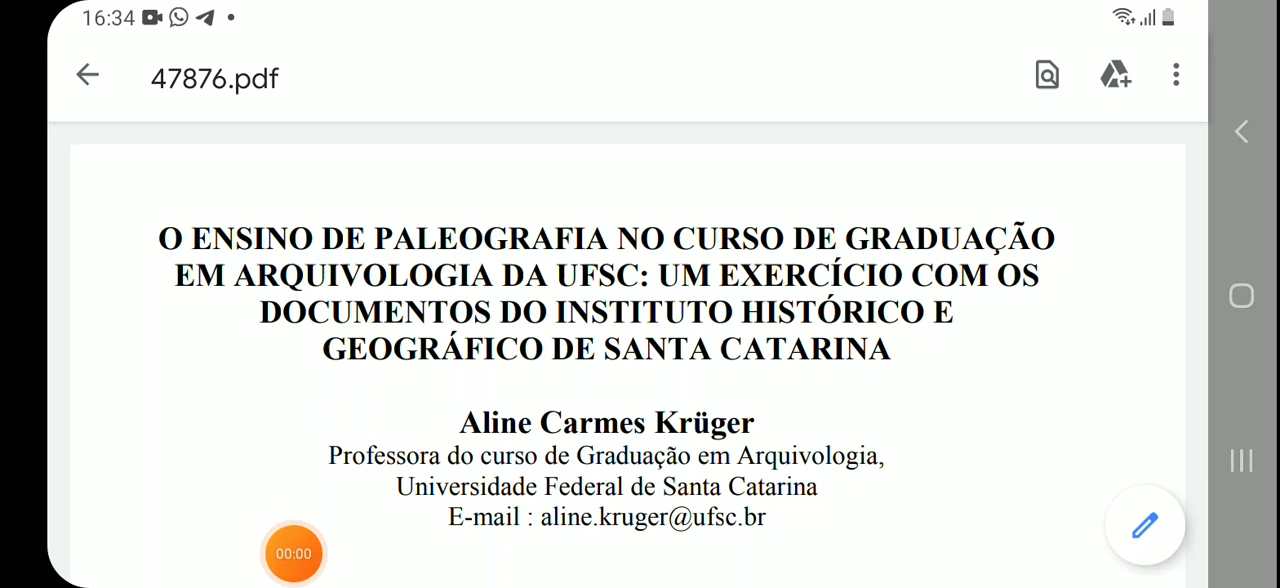 16:34
47876.pdf
O ENSINO DE PALEOGRAFIA NO CURSO DE GRADUAÇÃO
EM ARQUIVOLOGIA DA UFSC: UM EXERCÍCIO COM OS
DOCUMENTOS DO INSTITUTO HISTÓRICO E
GEOGRÁFICO DE SANTA CATARINA
Aline Carmes Krüger
Professora do curso de Graduação em Arquivologia,
Universidade Federal de Santa Catarina
E-mail : aline.kruger@ufsc.br
00:00